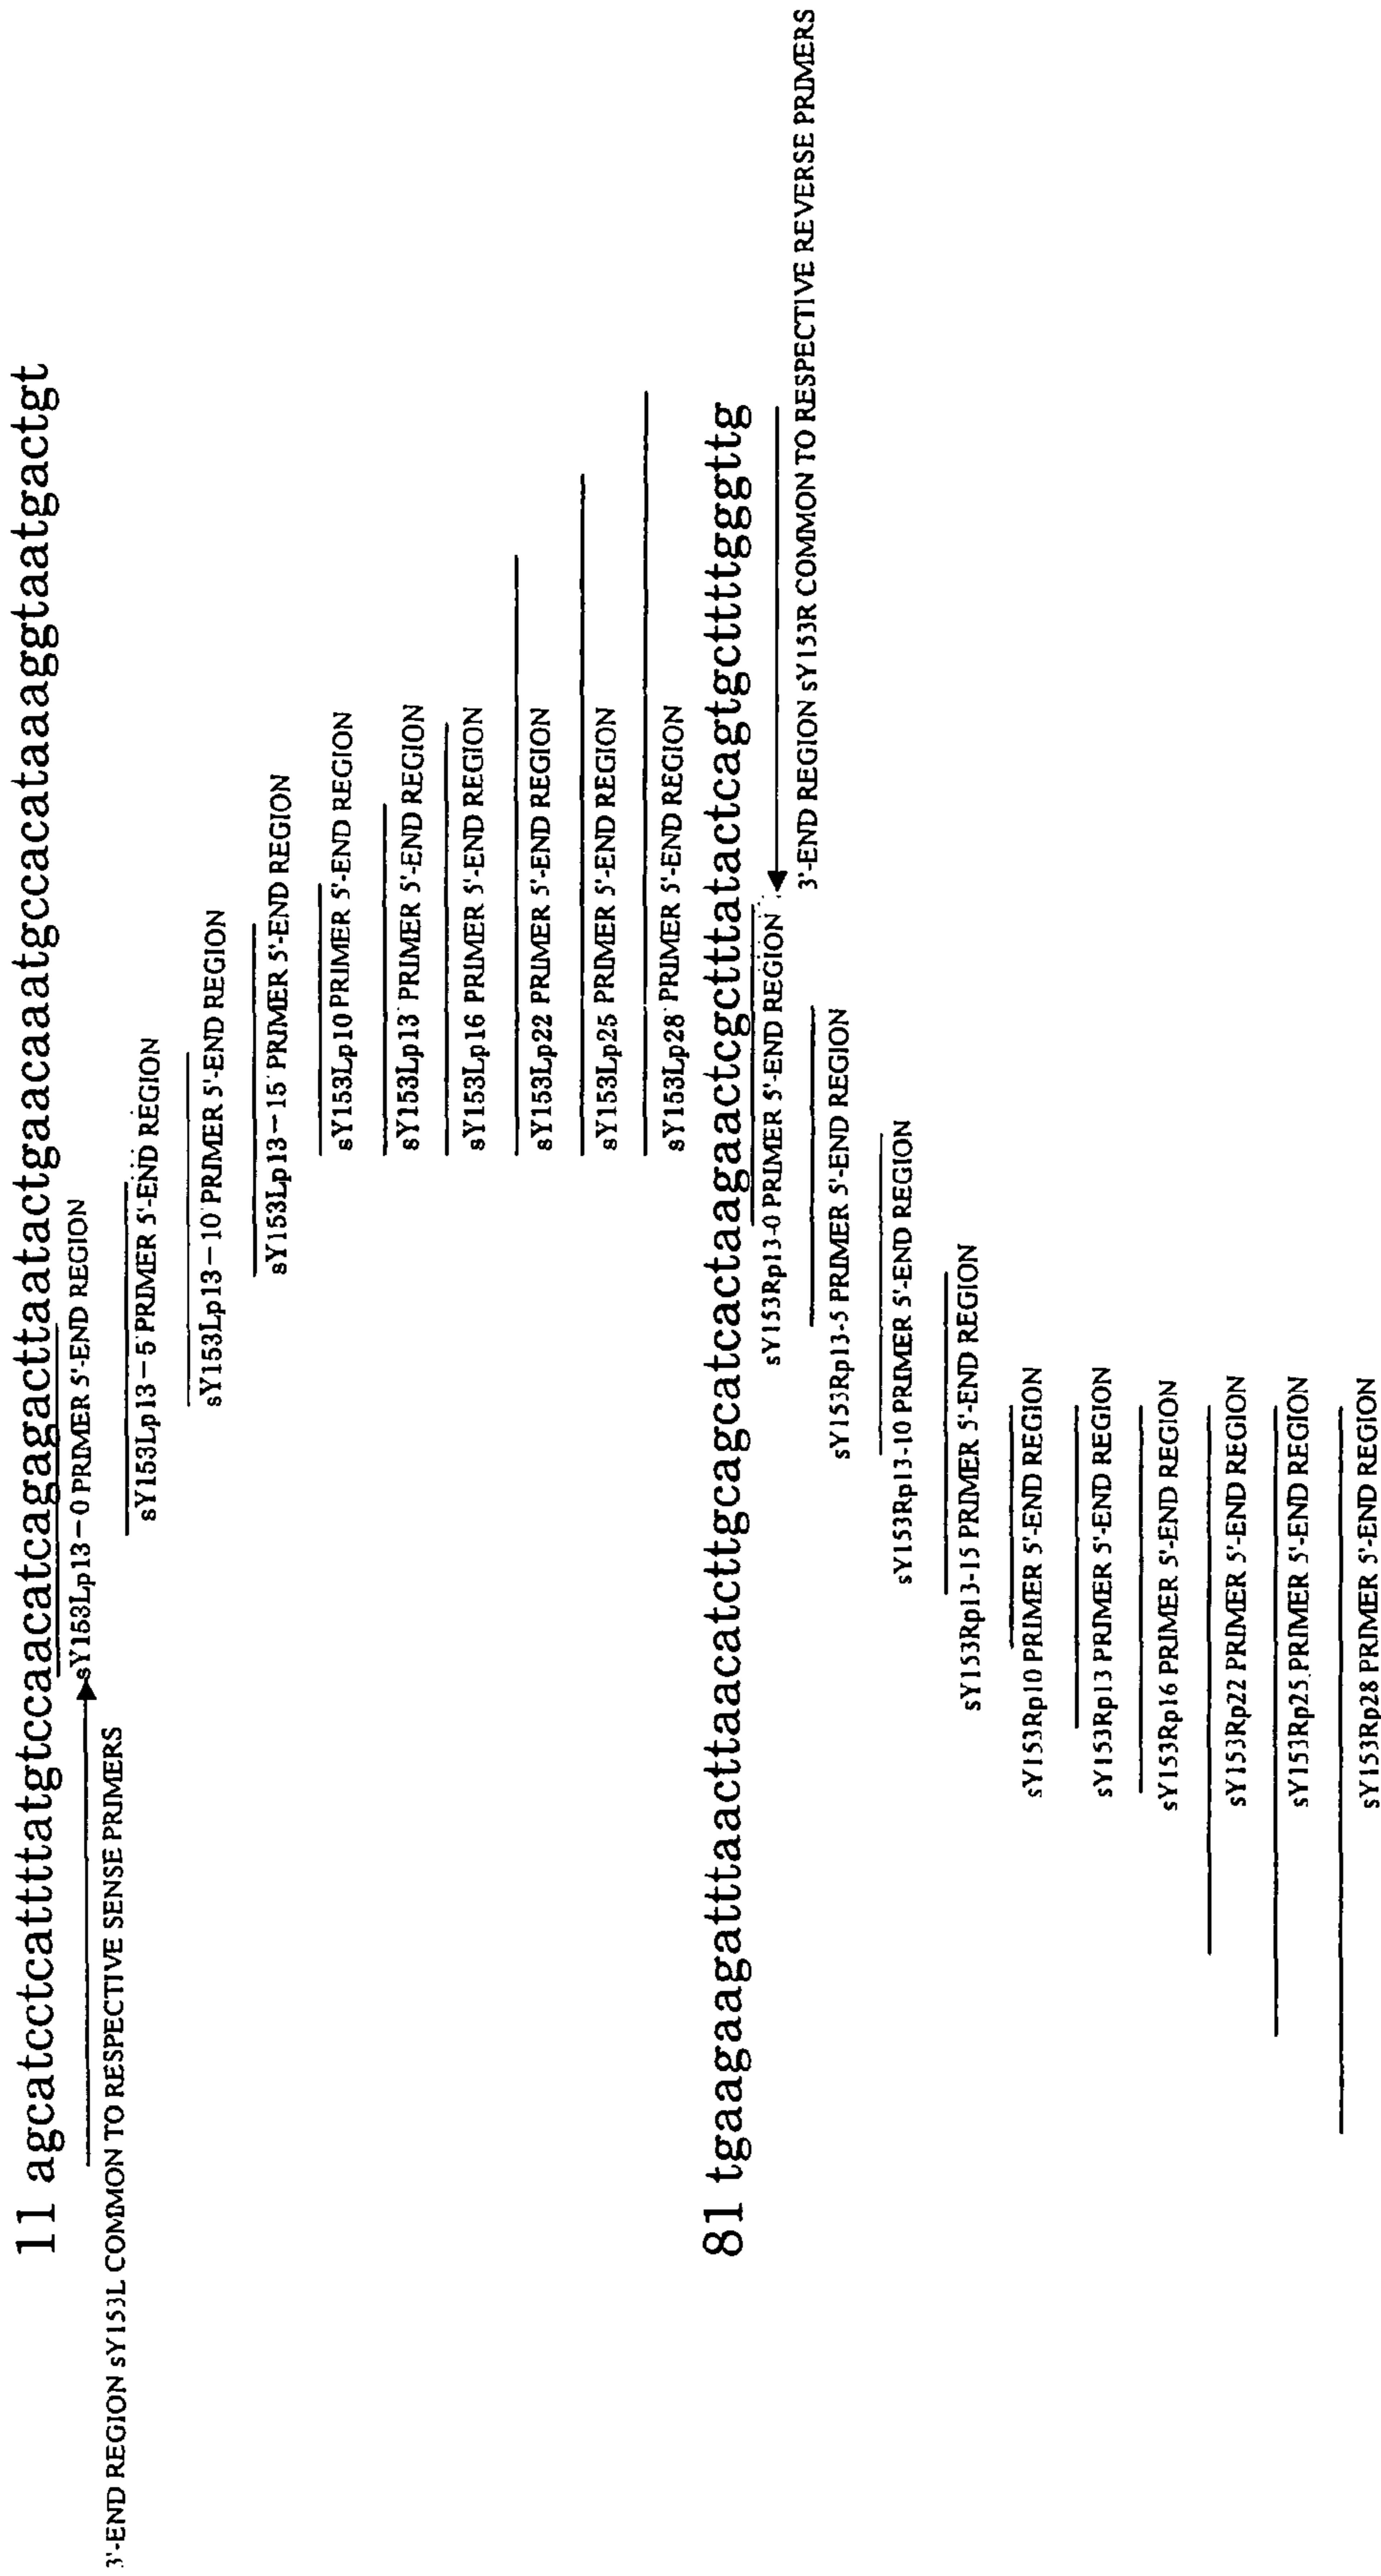 11 agcatcctcattttatgtccaacatcagagacttaatactgaacaaatgccacataaaggtaatgactgt
sY153Lp13-0 PRIMER 5'-END REGION
3'-END REGION sY153L COMMON TO RESPECTIVE SENSE PRIMERS
sY153Lp13-5 PRIMER 5'-END REGION
sY153Lp13-10 PRIMER 5'-END REGION
sY153Lp13-15 PRIMER 5'-END REGION
sY153Lp10 PRIMER 5'-END REGION
sY153Lp13 PRIMER 5'-END REGION
sY153Lp16 PRIMER 5'-END REGION
sY153Lp22 PRIMER 5'-END REGION
sY153Lp25 PRIMER 5'-END REGION
sY153Lp28 PRIMER 5'-END REGION
81 tgaagaagatttaacttaacatcttgcagcatcactaagaactcgctttatactcagtgcttttgggttg
sY153Rp13-0 PRIMER 5'-END REGION
3'-END REGION sY153R COMMON TO RESPECTIVE REVERSE PRIMERS
sY153Rp13-5 PRIMER 5'-END REGION
sY153Rp13-10 PRIMER 5'-END REGION
sY153Rp13-15 PRIMER 5'-END REGION
sY153Rp10 PRIMER 5'-END REGION
sY153Rp13 PRIMER 5'-END REGION
sY153Rp16 PRIMER 5'-END REGION
sY153Rp22 PRIMER 5'-END REGION
sY153Rp25 PRIMER 5'-END REGION
sY153Rp28 PRIMER 5'-END REGION